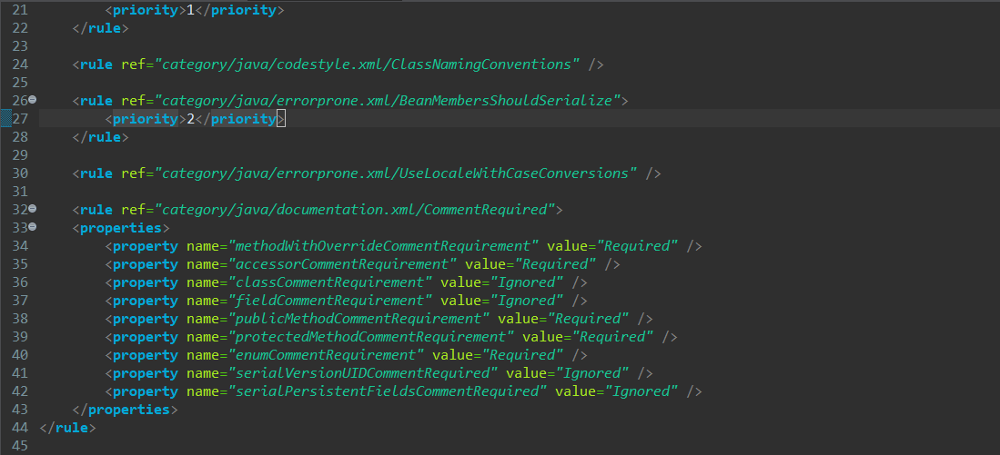 21         <priority>1</priority>
22     </rule>
23
24     <rule ref="category/java/codestyle.xml/ClassNamingConventions" />
25
26     <rule ref="category/java/errorprone.xml/BeanMembersShouldSerialize">
27         <priority>2</priority>
28     </rule>
29
30     <rule ref="category/java/errorprone.xml/UseLocaleWithCaseConversions" />
31
32     <rule ref="category/java/documentation.xml/CommentRequired">
33     <properties>
34         <property name="methodWithOverrideCommentRequirement" value="Required" />
35         <property name="accessorCommentRequirement" value="Required" />
36         <property name="classCommentRequirement" value="Ignored" />
37         <property name="fieldCommentRequirement" value="Ignored" />
38         <property name="publicMethodCommentRequirement" value="Required" />
39         <property name="protectedMethodCommentRequirement" value="Required" />
40         <property name="enumCommentRequirement" value="Required" />
41         <property name="serialVersionUIDCommentRequired" value="Ignored" />
42         <property name="serialPersistentFieldsCommentRequired" value="Ignored" />
43     </properties>
44 </rule>
45